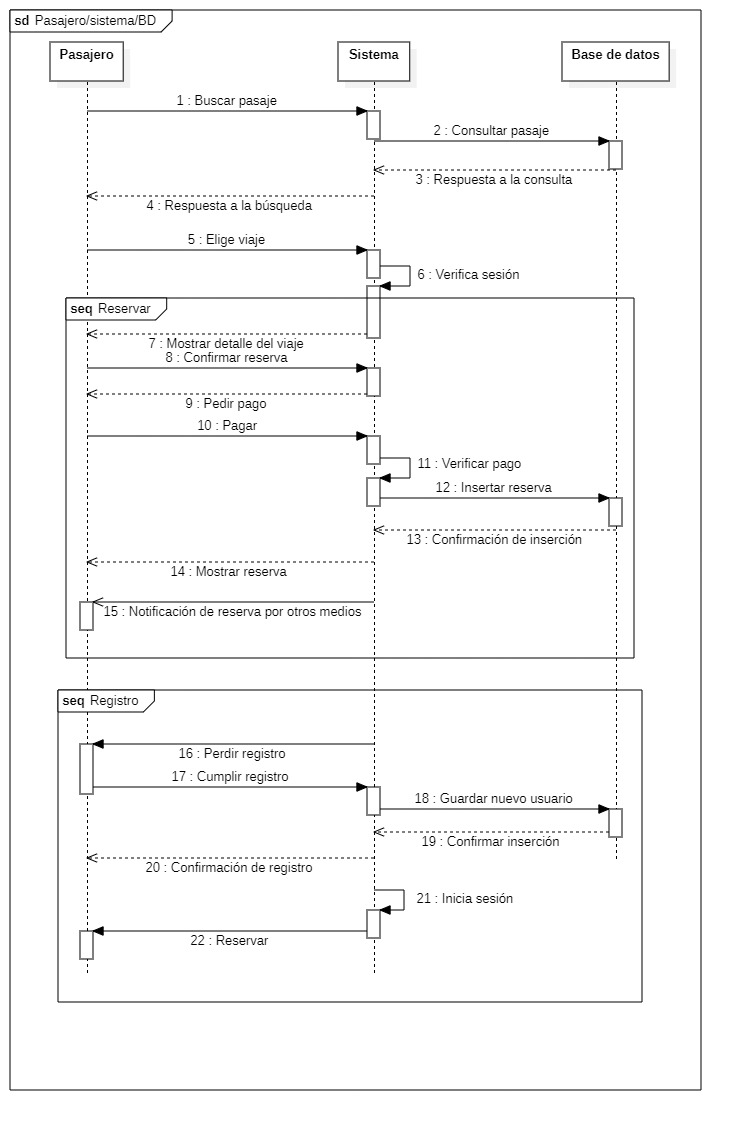 sd Pasajero/sistema/BD
Pasajero
Sistema
Base de datos
1 : Buscar pasaje
2 : Consultar pasaje
3 : Respuesta a la consulta
4 : Respuesta a la búsqueda
5 : Elige viaje
6 : Verifica sesión
seq Reservar
7 : Mostrar detalle del viaje
8 : Confirmar reserva
9 : Pedir pago
10 : Pagar
11 : Verificar pago
12 : Insertar reserva
13 : Confirmación de inserción
14 : Mostrar reserva
15 : Notificación de reserva por otros medios
seq Registro
16 : Perdir registro
17 : Cumplir registro
18 : Guardar nuevo usuario
19 : Confirmar inserción
20 : Confirmación de registro
21 : Inicia sesión
22 : Reservar